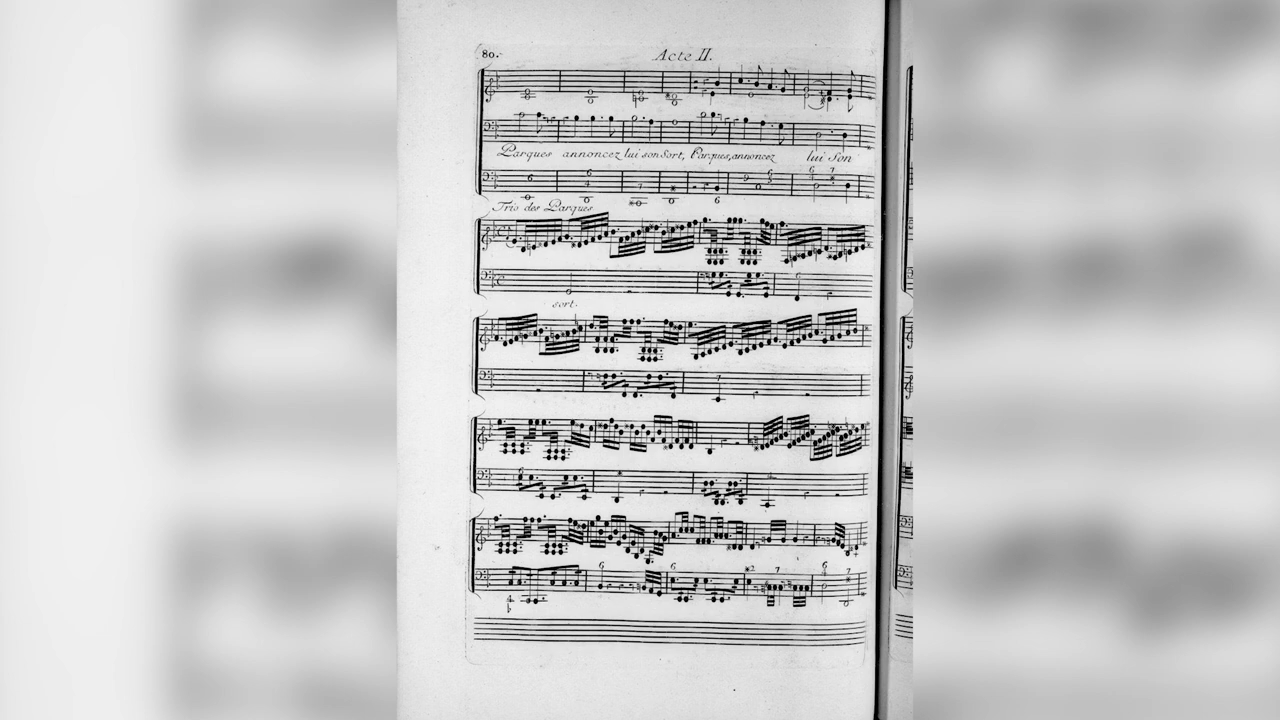 80.
Acte II.
Parques annoncez lui son Sort, Parques, annoncez lui Son
Trio des Parques
sort.